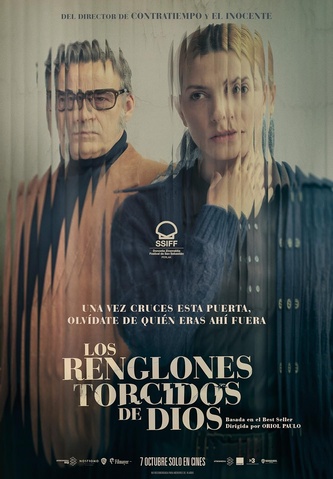 DEL DIRECTOR DE CONTRATIEMPO Y EL INOCENTE
SSIFF
UNA VEZ CRUCES ESTA PUERTA,
OLVÍDATE DE QUIÉN ERAS AHÍ FUERA
LOS
RENGLONES
TORCIDOS
DE DIOS
Basada en el Best Seller
Dirigida por ORIOL PAULO
7 OCTUBRE SOLO EN CINES